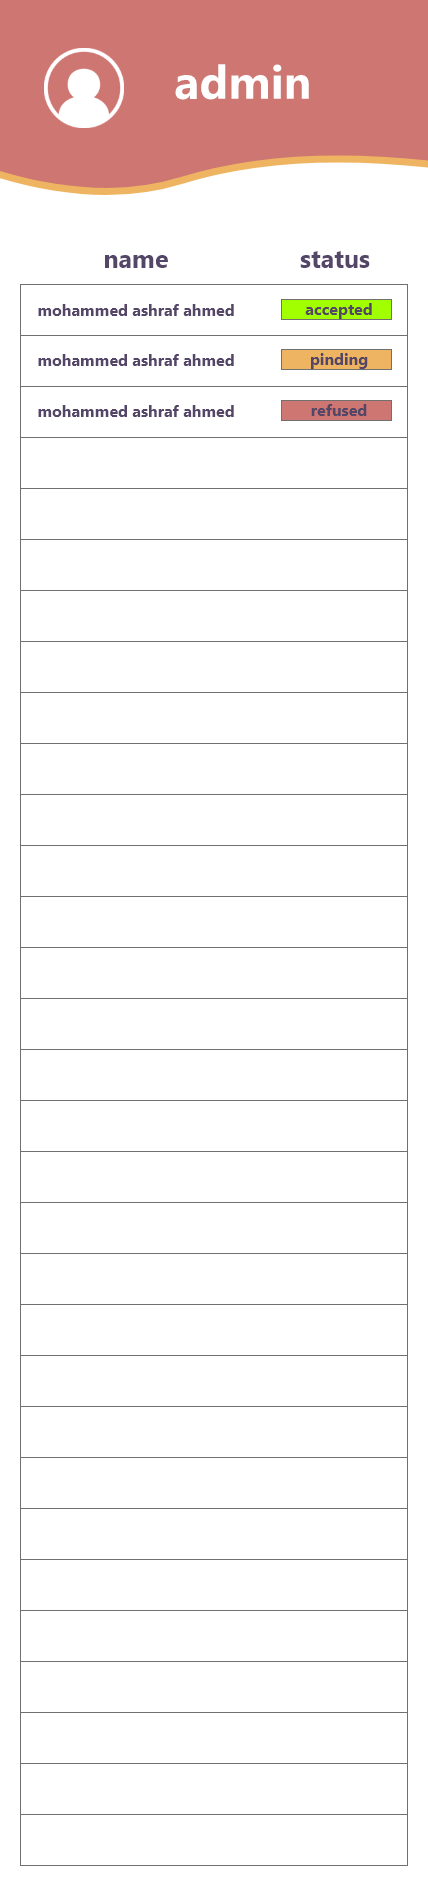 admin
name status
mohammed ashraf ahmed accepted
mohammed ashraf ahmed pinding
mohammed ashraf ahmed refused